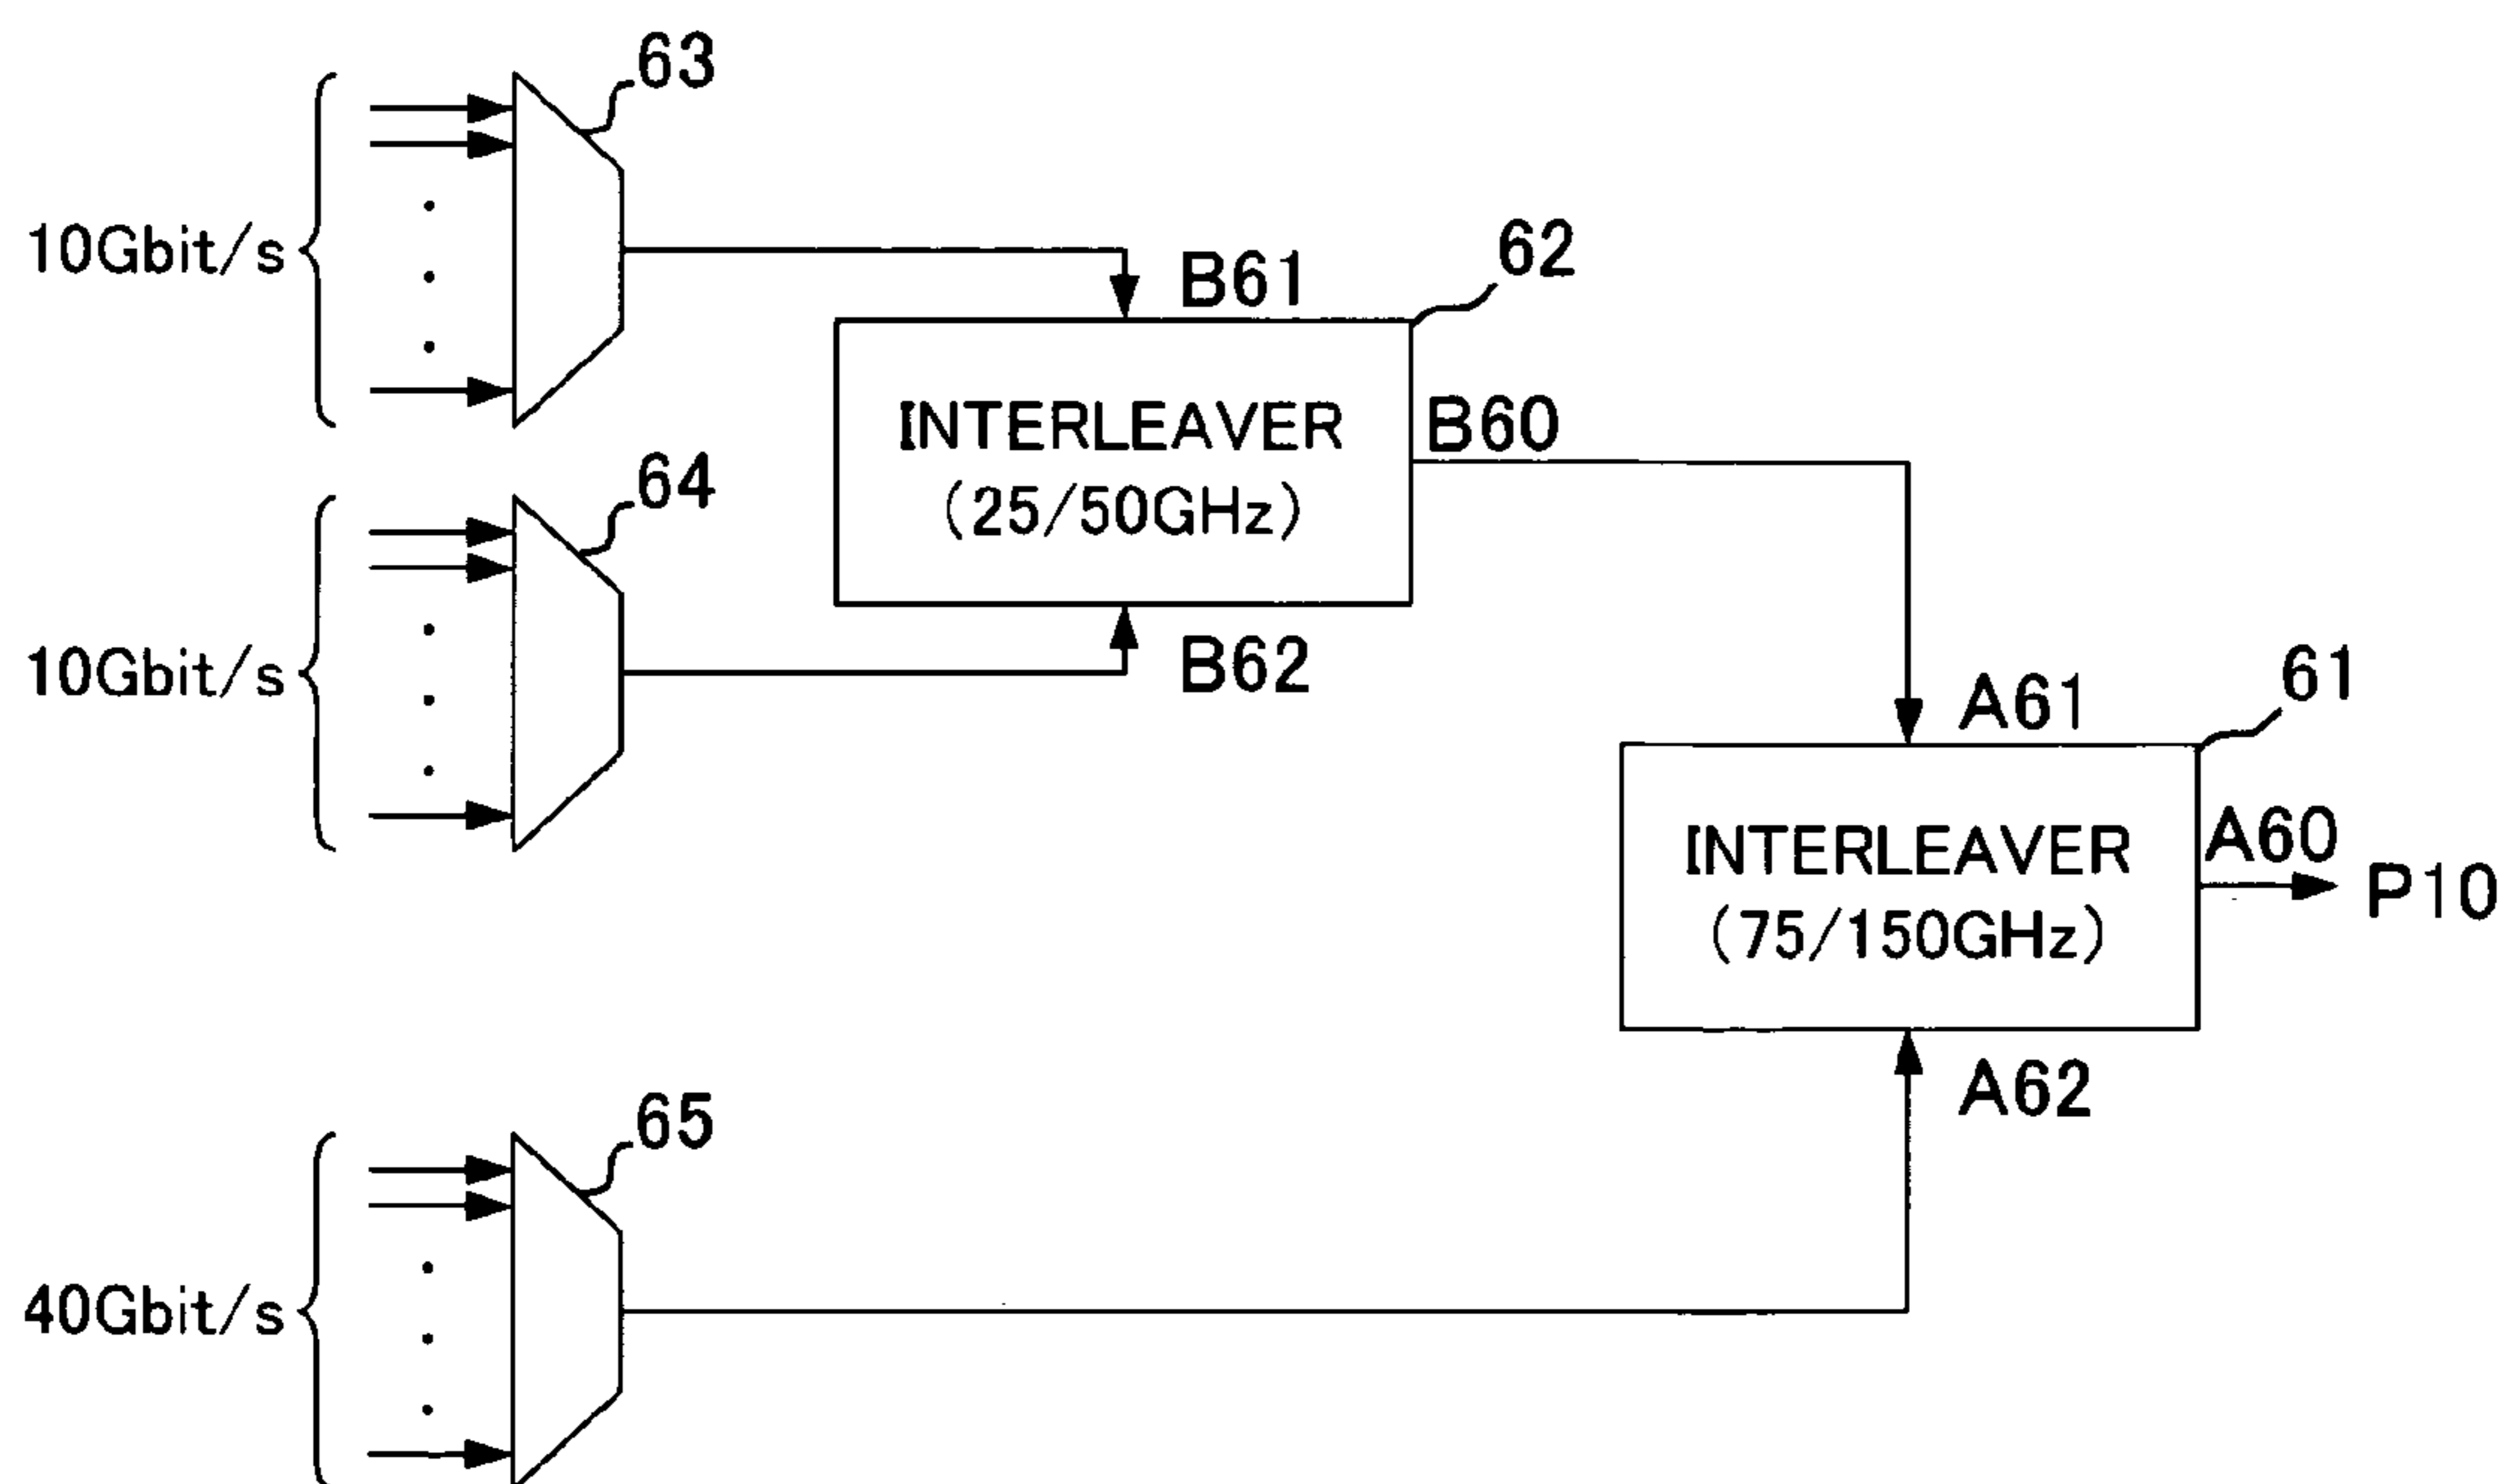 63
10Gbit/s
B61
62
INTERLEAVER
(25/50GHz)
B60
64
10Gbit/s
B62
A61
61
INTERLEAVER
(75/150GHz)
A60
P10
A62
65
40Gbit/s